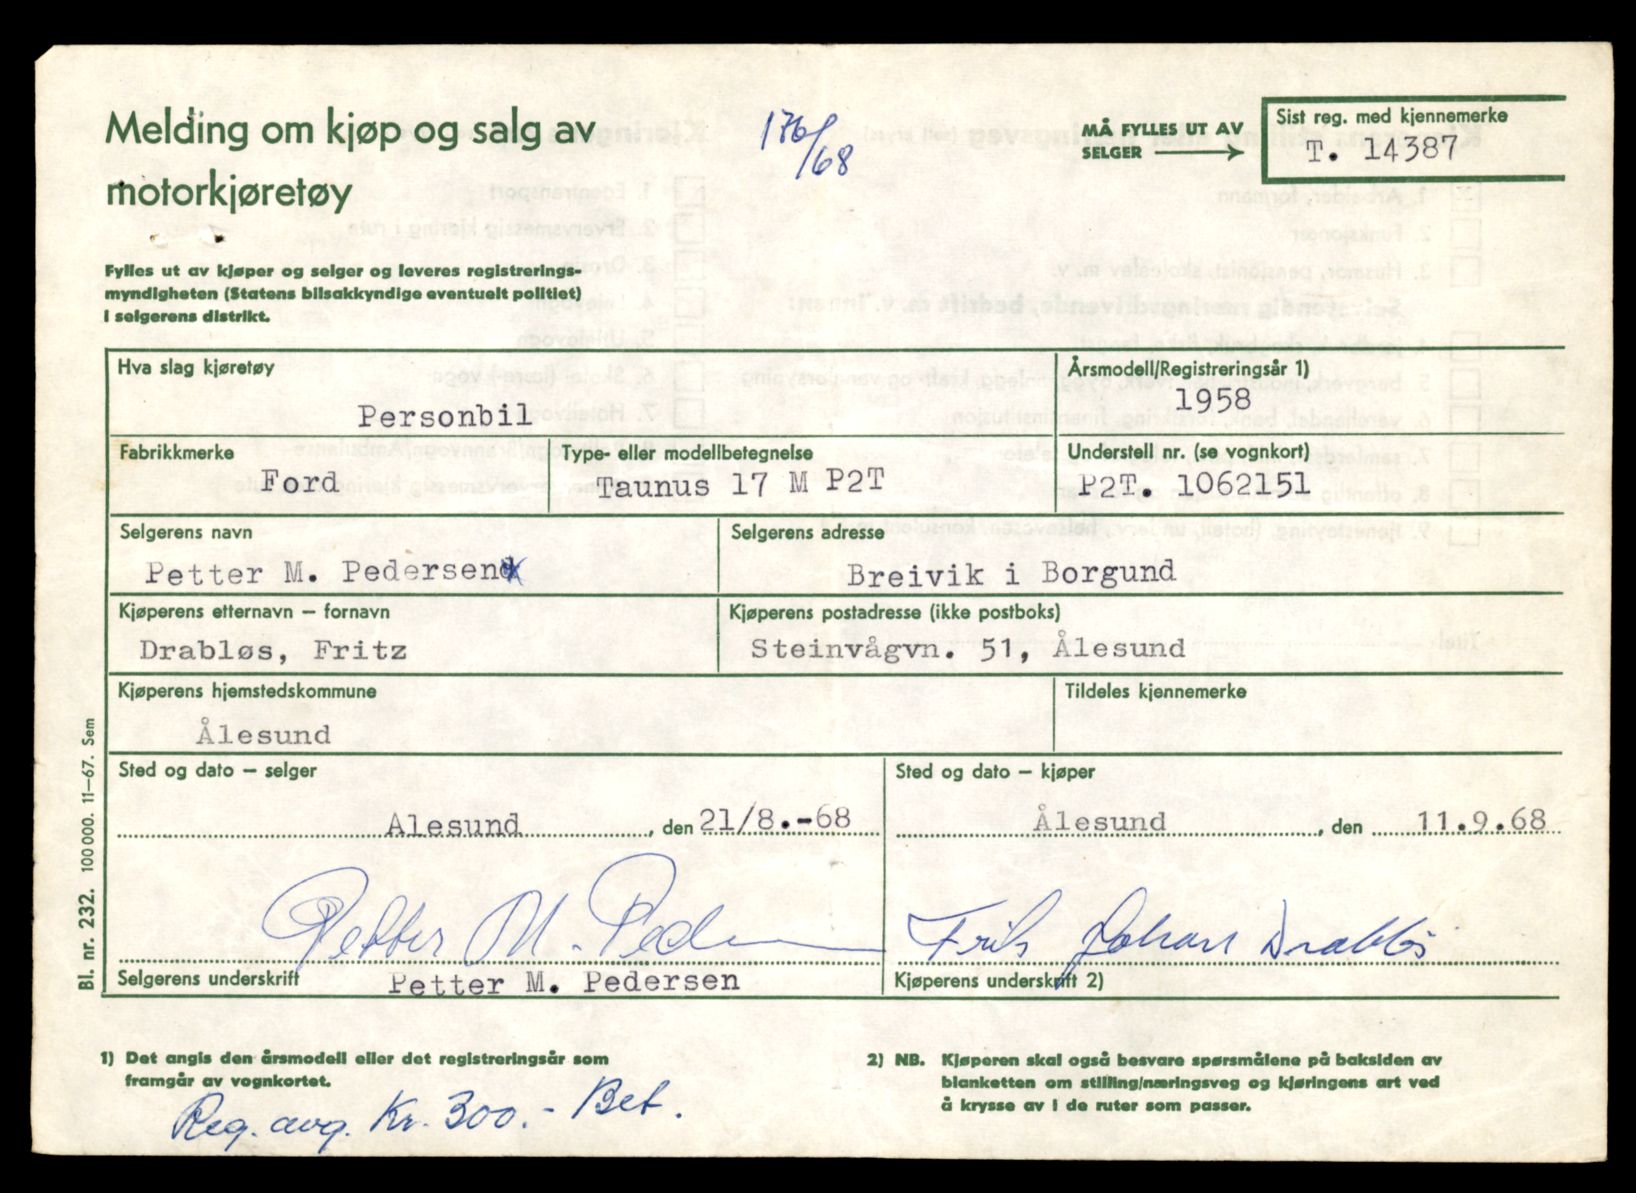 Melding om kjøp og salg av
motorkjøretøy
176/68
MÅ FYLLES UT AV
SELGER
Sist reg. med kjennemerke
T. 14387
Fylles ut av kjøper og selger og leveres registrerings-
myndigheten (Statens bilsakkyndige eventuelt politiet)
i selgerens distrikt.
Hva slag kjøretøy
Personbil
Årsmodell/Registreringsår 1)
1958
Fabrikkmerke
Ford
Type- eller modellbetegnelse
Taunus 17 M P2T
Understell nr. (se vognkort)
P2T. 1062151
Selgerens navn
Petter M. Pedersen
Selgerens adresse
Breivik i Borgund
Kjøperens etternavn – fornavn
Drabløs, Fritz
Kjøperens postadresse (ikke postboks)
Steinvågvn. 51, Ålesund
Kjøperens hjemstedskommune
Ålesund
Tildeles kjennemerke
Sted og dato – selger
Alesund, den 21/8.-68
Sted og dato – kjøper
Ålesund, den 11.9.68
Petter M. Pedersen
Selgerens underskrift
Petter M. Pedersen
Frits Johan Drabløs
Kjøperens underskrift 2)
Bl. nr. 232. 100 000. 11–67. Sem
1) Det angis den årsmodell eller det registreringsår som
framgår av vognkortet.
Reg. avg. Kr. 300.- Bet.
2) NB. Kjøperen skal også besvare spørsmålene på baksiden av
blanketten om stilling/næringsveg og kjøringens art ved
å krysse av i de ruter som passer.